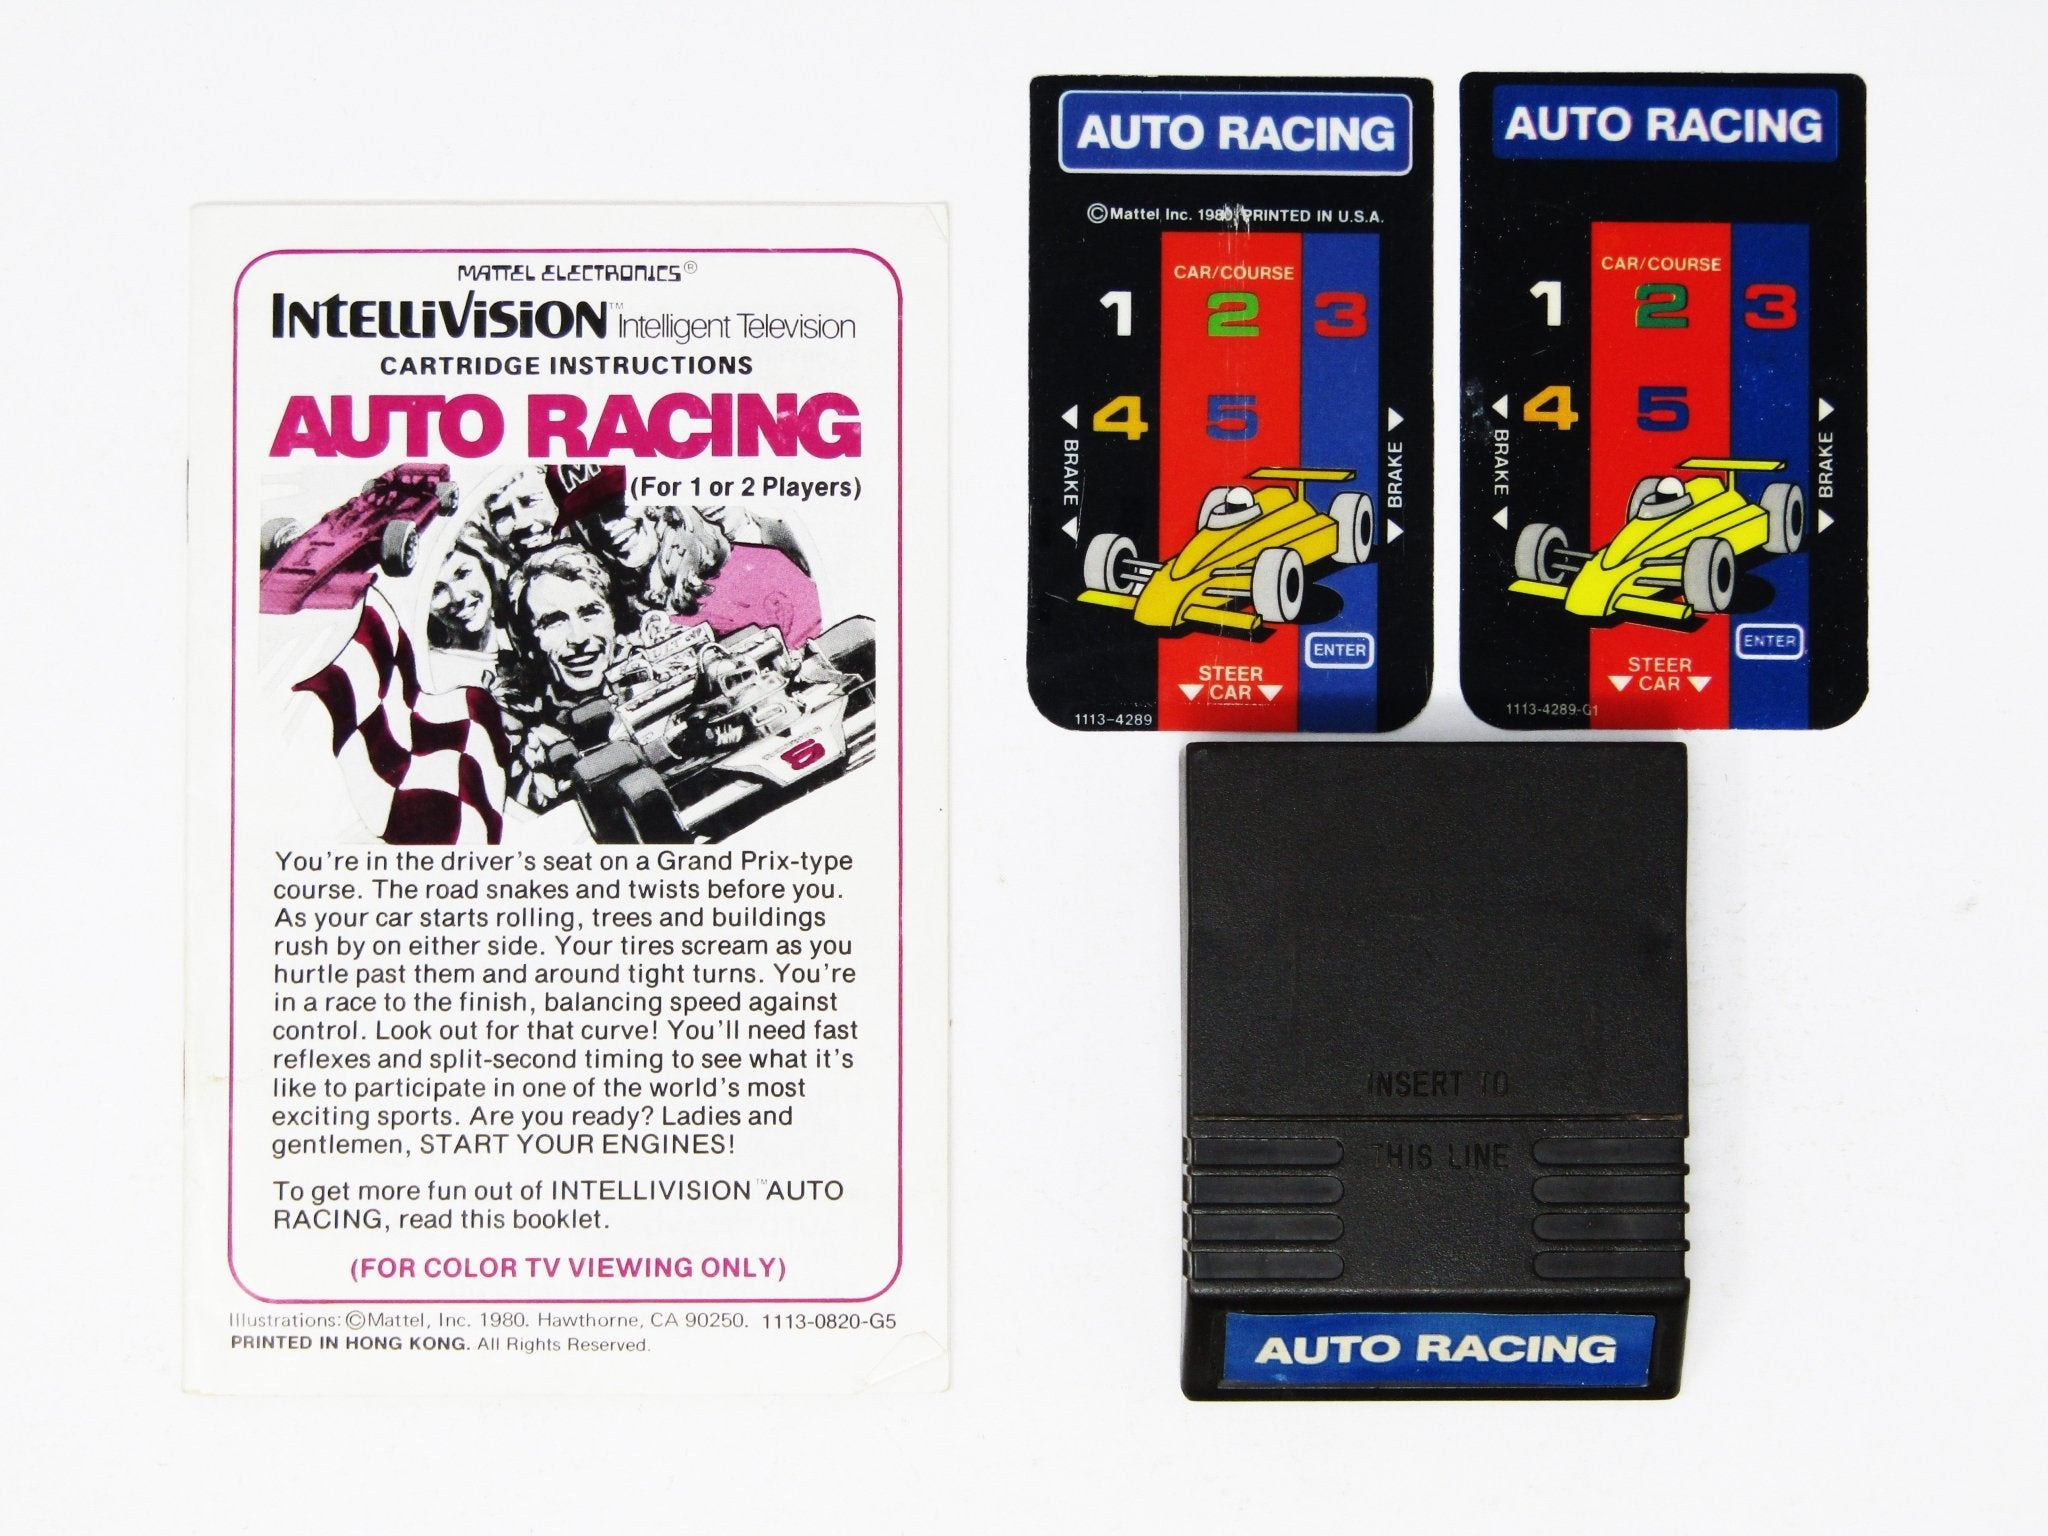 MATTEL ELECTRONICS®
INTELLIVISION™ Intelligent Television
CARTRIDGE INSTRUCTIONS
AUTO RACING
(For 1 or 2 Players)
M
1
5
You're in the driver's seat on a Grand Prix-type
course. The road snakes and twists before you.
As your car starts rolling, trees and buildings
rush by on either side. Your tires scream as you
hurtle past them and around tight turns. You're
in a race to the finish, balancing speed against
control. Look out for that curve! You'll need fast
reflexes and split-second timing to see what it's
like to participate in one of the world's most
exciting sports. Are you ready? Ladies and
gentlemen, START YOUR ENGINES!
To get more fun out of INTELLIVISION™ AUTO
RACING, read this booklet.
(FOR COLOR TV VIEWING ONLY)
Illustrations: ©Mattel, Inc. 1980. Hawthorne, CA 90250. 1113-0820-G5
PRINTED IN HONG KONG. All Rights Reserved.
AUTO RACING
©Mattel Inc. 1980. PRINTED IN U.S.A.
CAR/COURSE
1 2 3
4 5
BRAKE
BRAKE
ENTER
STEER
CAR
1113-4289
AUTO RACING
CAR/COURSE
1 2 3
4 5
BRAKE
BRAKE
ENTER
STEER
CAR
1113-4289-G1
INSERT TO
THIS LINE
AUTO RACING